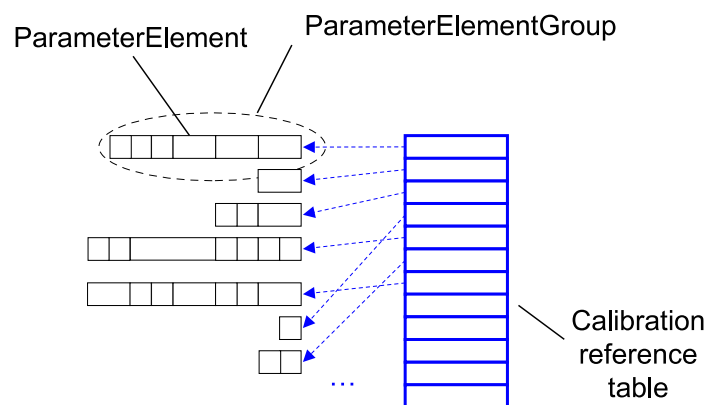 ParameterElement
ParameterElementGroup
Calibration
reference
table
...